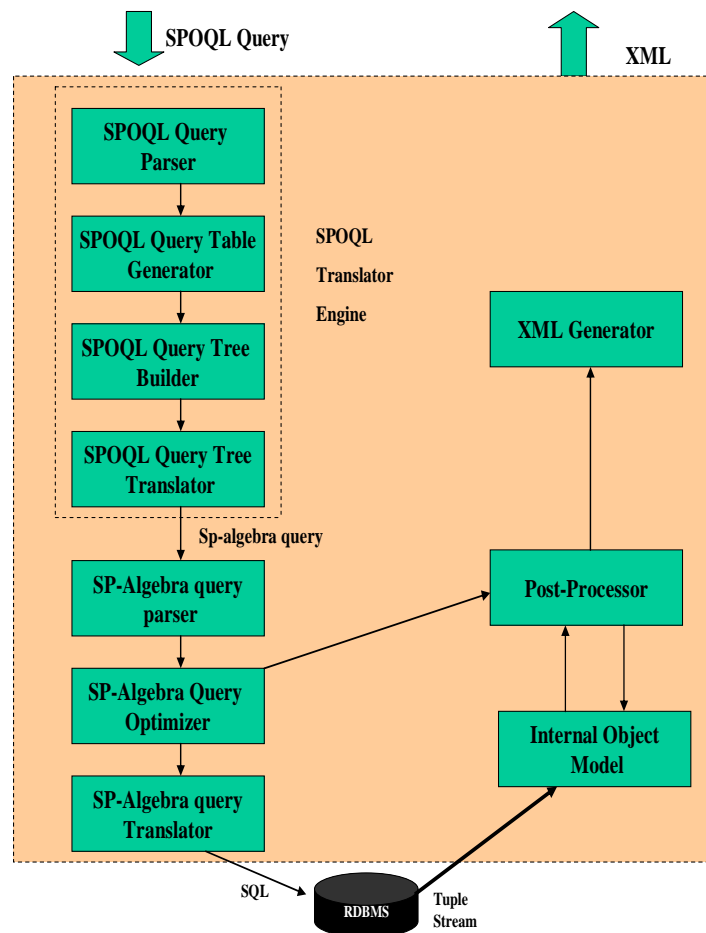 SPOQL Query
XML
SPOQL Query
Parser
SPOQL Query Table
Generator
SPOQL
Translator
Engine
SPOQL Query Tree
Builder
XML Generator
SPOQL Query Tree
Translator
Sp-algebra query
SP-Algebra query
parser
Post-Processor
SP-Algebra Query
Optimizer
Internal Object
Model
SP-Algebra query
Translator
SQL
RDBMS
Tuple
Stream